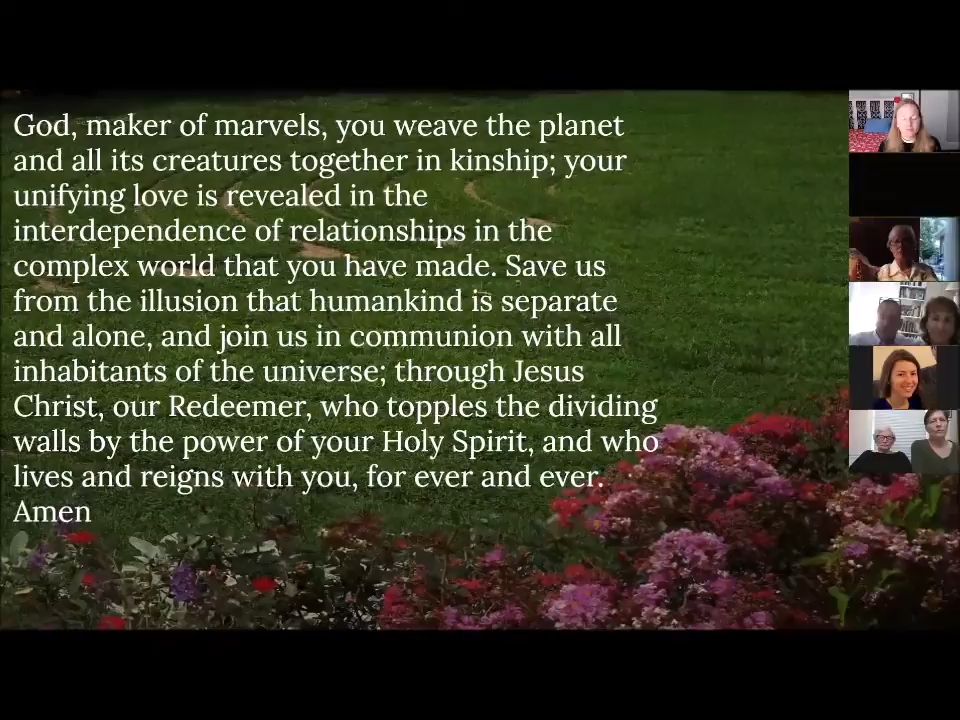 God, maker of marvels, you weave the planet
and all its creatures together in kinship; your
unifying love is revealed in the
interdependence of relationships in the
complex world that you have made. Save us
from the illusion that humankind is separate
and alone, and join us in communion with all
inhabitants of the universe; through Jesus
Christ, our Redeemer, who topples the dividing
walls by the power of your Holy Spirit, and who
lives and reigns with you, for ever and ever.
Amen